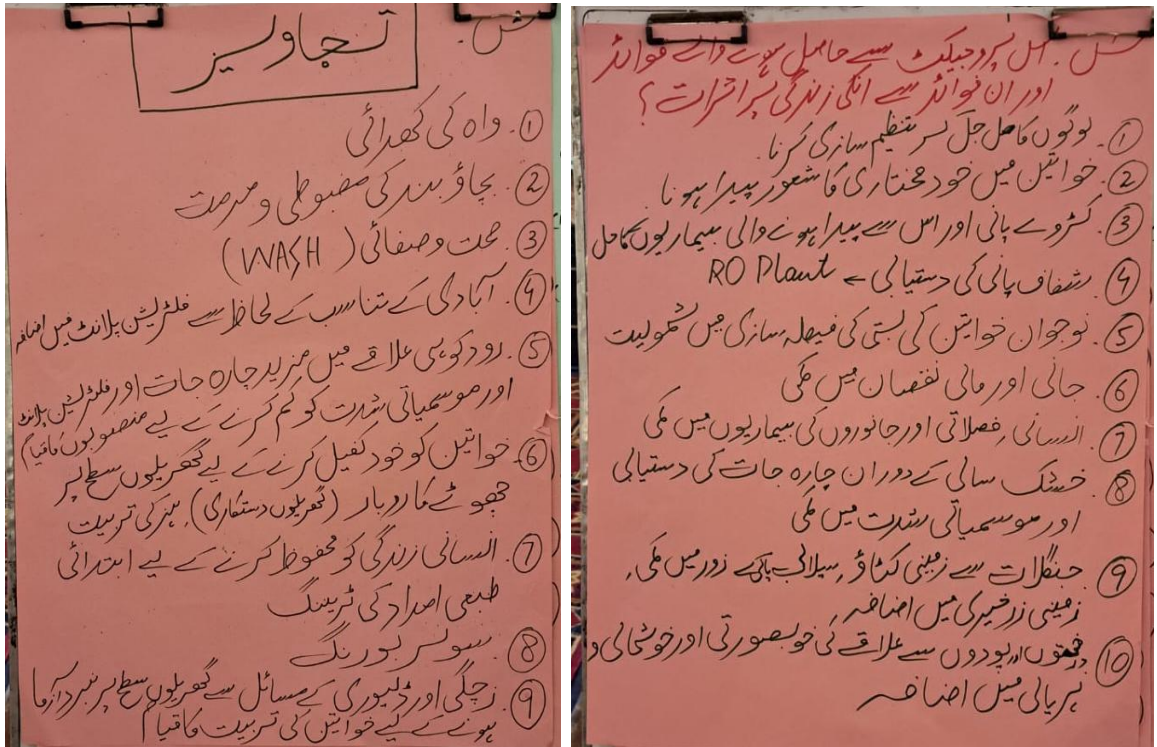 ش.
تجاویز
① واہ کی کھدائی
② بچاؤ بند کی مضبوطی و مرمت
③ صحت و صفائی (WASH)
④ آبادی کے تناسب کے لحاظ سے فلٹریشن پلانٹ میں اضافہ
⑤ رود کوہی علاقے میں مزید چارہ جات اور فلٹریشن پلانٹ
اور موسمیاتی شدت کو کم کرنے کے لیے منصوبوں کا قیام
⑥ خواتین کو خود کفیل کرنے کے لیے گھریلوں سطح پر
چھوٹے کاروبار (گھریلوں دستکاری)، ہنر کی تربیت
⑦ انسانی زندگی کو محفوظ کرنے کے لیے ابتدائی
طبعی امداد کی ٹریننگ
⑧ سولر بورنگ
⑨ زچگی اور ڈلیوری کے مسائل سے گھریلوں سطح پر نبردآزما
ہونے کے لیے خواتین کی تربیت کا قیام
ش. اس پروجیکٹ سے حاصل ہونے والے فوائد
اور ان فوائد سے انکی زندگی پر اثرات؟
① لوگوں کا مل جل کر تنظیم سازی کرنا.
② خواتین میں خود مختاری کا شعور پیدا ہونا.
③ کڑوے پانی اور اس سے پیدا ہونے والی بیماریوں کا حل
④ شفاف پانی کی دستیابی RO Plant
⑤ نوجوان خواتین کی بستی کی فیصلہ سازی میں شمولیت
⑥ جانی اور مالی نقصان میں کمی
⑦ انسانی، فصلاتی اور جانوروں کی بیماریوں میں کمی
⑧ خشک سالی کے دوران چارہ جات کی دستیابی
اور موسمیاتی شدت میں کمی
⑨ جنگلات سے زمینی کٹاؤ، سیلابی پانی کے زور میں کمی،
زمینی زرخیزی میں اضافہ
⑩ درختوں اور پودوں سے علاقے کی خوبصورتی اور خوشحالی و
ہریالی میں اضافہ